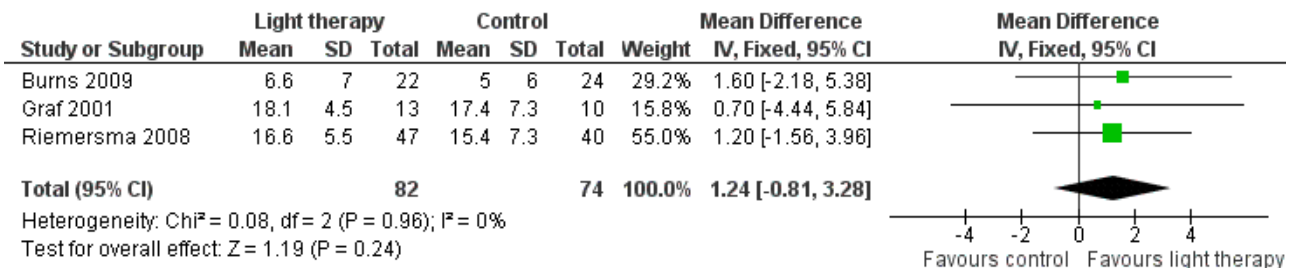 Light therapy Control Mean Difference Mean Difference
Study or Subgroup Mean SD Total Mean SD Total Weight IV, Fixed, 95% CI IV, Fixed, 95% CI
Burns 2009 6.6 7 22 5 6 24 29.2% 1.60 [-2.18, 5.38]
Graf 2001 18.1 4.5 13 17.4 7.3 10 15.8% 0.70 [-4.44, 5.84]
Riemersma 2008 16.6 5.5 47 15.4 7.3 40 55.0% 1.20 [-1.56, 3.96]
Total (95% CI) 82 74 100.0% 1.24 [-0.81, 3.28]
Heterogeneity: Chi² = 0.08, df = 2 (P = 0.96); I² = 0%
Test for overall effect: Z = 1.19 (P = 0.24)
-4 -2 0 2 4
Favours control Favours light therapy